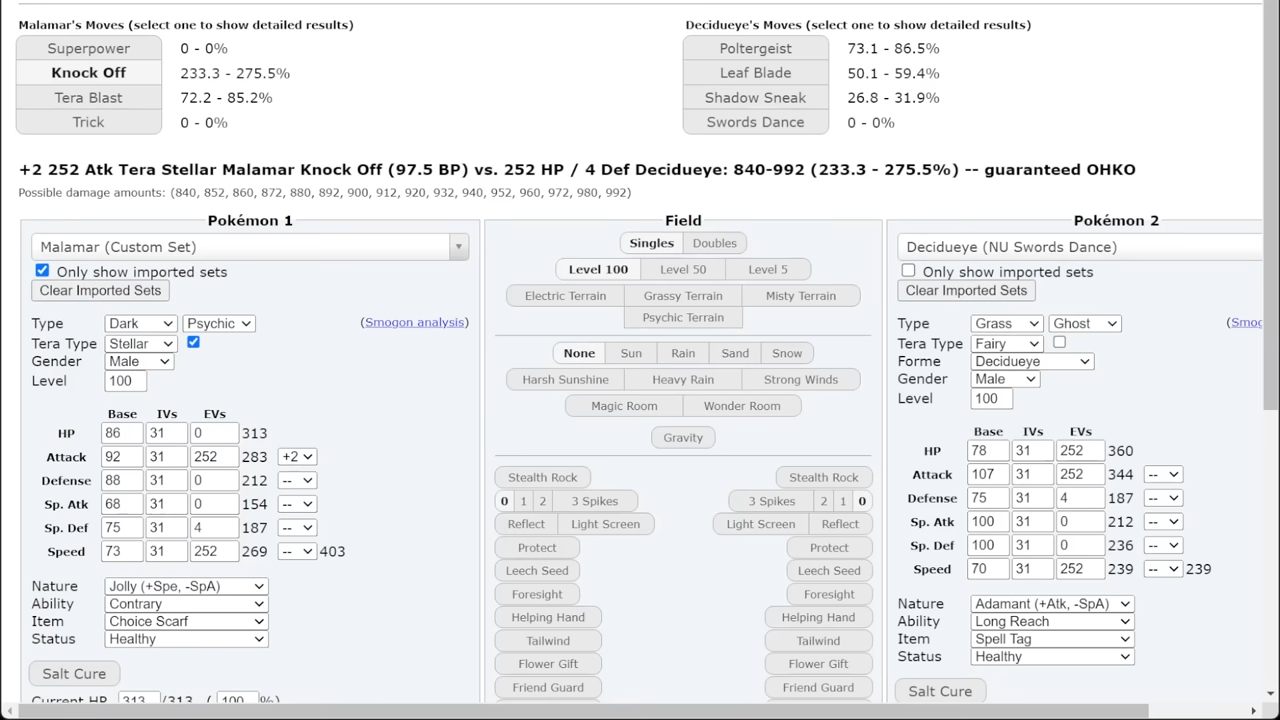 Malamar's Moves (select one to show detailed results)
Superpower 0 - 0%
Knock Off 233.3 - 275.5%
Tera Blast 72.2 - 85.2%
Trick 0 - 0%
Decidueye's Moves (select one to show detailed results)
Poltergeist 73.1 - 86.5%
Leaf Blade 50.1 - 59.4%
Shadow Sneak 26.8 - 31.9%
Swords Dance 0 - 0%
+2 252 Atk Tera Stellar Malamar Knock Off (97.5 BP) vs. 252 HP / 4 Def Decidueye: 840-992 (233.3 - 275.5%) -- guaranteed OHKO
Possible damage amounts: (840, 852, 860, 872, 880, 892, 900, 912, 920, 932, 940, 952, 960, 972, 980, 992)
Pokémon 1
Malamar (Custom Set)
Only show imported sets
Clear Imported Sets
Type Dark Psychic (Smogon analysis)
Tera Type Stellar
Gender Male
Level 100
Base IVs EVs
HP 86 31 0 313
Attack 92 31 252 283 +2
Defense 88 31 0 212 --
Sp. Atk 68 31 0 154 --
Sp. Def 75 31 4 187 --
Speed 73 31 252 269 -- 403
Nature Jolly (+Spe, -SpA)
Ability Contrary
Item Choice Scarf
Status Healthy
Salt Cure
Current HP 313 /313 ( 100 %)
Field
Singles Doubles
Level 100 Level 50 Level 5
Electric Terrain Grassy Terrain Misty Terrain
Psychic Terrain
None Sun Rain Sand Snow
Harsh Sunshine Heavy Rain Strong Winds
Magic Room Wonder Room
Gravity
Stealth Rock Stealth Rock
0 1 2 3 Spikes 3 Spikes 2 1 0
Reflect Light Screen Light Screen Reflect
Protect Protect
Leech Seed Leech Seed
Foresight Foresight
Helping Hand Helping Hand
Tailwind Tailwind
Flower Gift Flower Gift
Friend Guard Friend Guard
Pokémon 2
Decidueye (NU Swords Dance)
Only show imported sets
Clear Imported Sets
Type Grass Ghost (Smog
Tera Type Fairy
Forme Decidueye
Gender Male
Level 100
Base IVs EVs
HP 78 31 252 360
Attack 107 31 252 344 --
Defense 75 31 4 187 --
Sp. Atk 100 31 0 212 --
Sp. Def 100 31 0 236 --
Speed 70 31 252 239 -- 239
Nature Adamant (+Atk, -SpA)
Ability Long Reach
Item Spell Tag
Status Healthy
Salt Cure